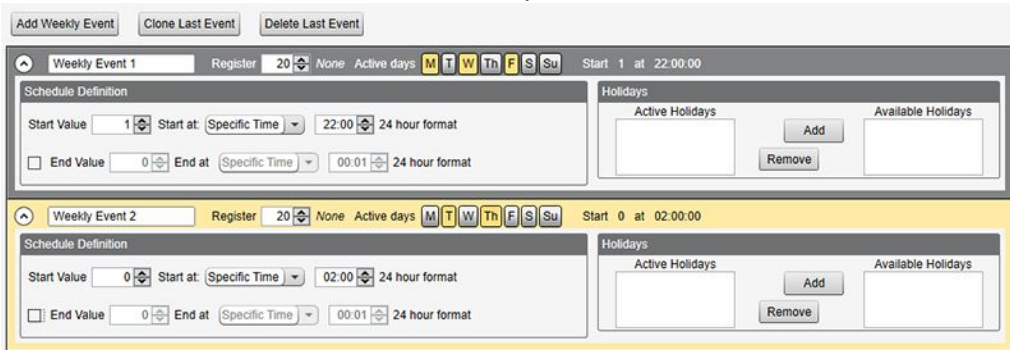 Add Weekly Event Clone Last Event Delete Last Event
Weekly Event 1 Register 20 None Active days M T W Th F S Su Start 1 at 22:00:00
Schedule Definition Holidays
Active Holidays Available Holidays
Start Value 1 Start at: Specific Time 22:00 24 hour format
Add
End Value 0 End at Specific Time 00:01 24 hour format
Remove
Weekly Event 2 Register 20 None Active days M T W Th F S Su Start 0 at 02:00:00
Schedule Definition Holidays
Active Holidays Available Holidays
Start Value 0 Start at: Specific Time 02:00 24 hour format
Add
End Value 0 End at Specific Time 00:01 24 hour format
Remove